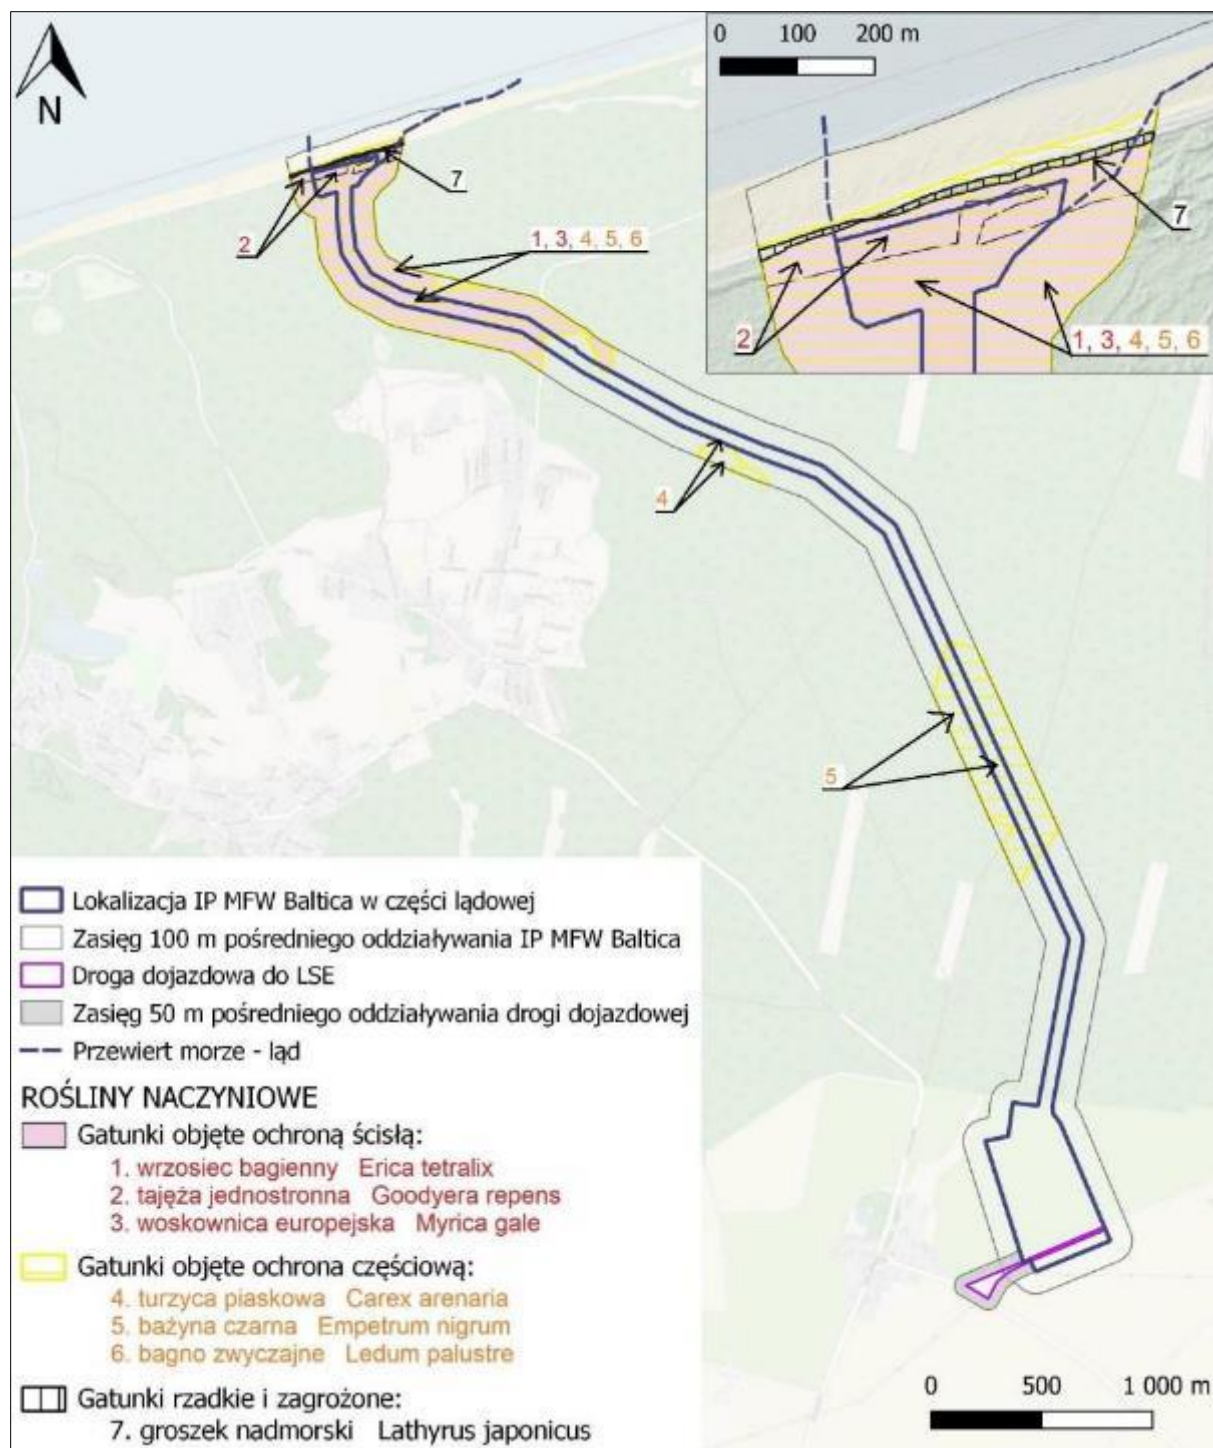 0 100 200 m
N
7
2
1, 3, 4, 5, 6
7
2
1, 3, 4, 5, 6
4
5
Lokalizacja IP MFW Baltica w części lądowej
Zasięg 100 m pośredniego oddziaływania IP MFW Baltica
Droga dojazdowa do LSE
Zasięg 50 m pośredniego oddziaływania drogi dojazdowej
Przewiert morze - ląd
ROŚLINY NACZYNIOWE
Gatunki objęte ochroną ścisłą:
1. wrzosiec bagienny Erica tetralix
2. tajęża jednostronna Goodyera repens
3. woskownica europejska Myrica gale
Gatunki objęte ochrona częściową:
4. turzyca piaskowa Carex arenaria
5. bażyna czarna Empetrum nigrum
6. bagno zwyczajne Ledum palustre
Gatunki rzadkie i zagrożone:
7. groszek nadmorski Lathyrus japonicus
0 500 1 000 m